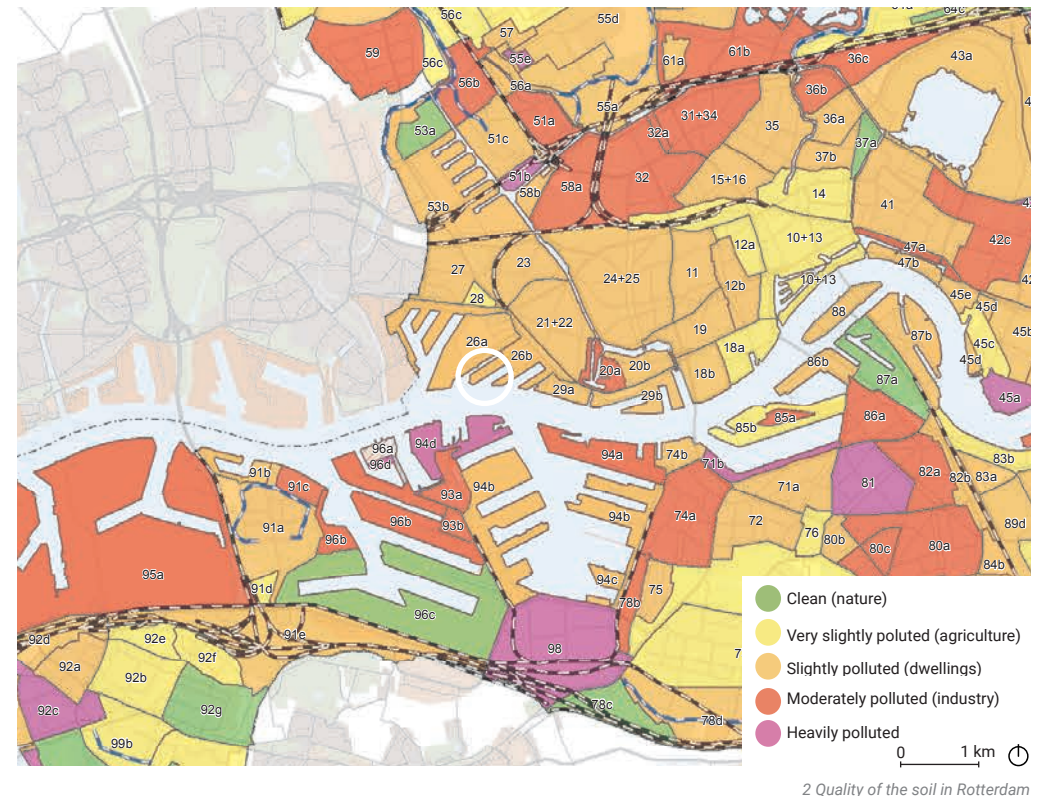 56c
55d
64c
57
59
55e
61b
56c
61a
36c
43a
56b
56a
36b
55a
51a
31+34
53a
36a
51c
32a
35
37a
37b
51b
58b
58a
32
15+16
14
53b
41
10+13
42c
12a
47a
23
27
47b
24+25
11
10+13
12b
28
45e
45d
88
21+22
19
87b
45b
26a
18a
45c
26b
86b
45d
20a
20b
18b
87a
29a
29b
45a
85a
86a
85b
94d
96a
94a
74b
83b
96d
71b
91b
82a
82b
83a
81
91c
93a
94b
71a
96b
93b
94b
74a
72
89d
91a
76
80b
96b
80c
80a
84b
95a
94c
91d
75
78b
96c
92d
92e
91e
92f
98
7
92a
92b
92c
92g
78c
78d
99b
Clean (nature)
Very slightly poluted (agriculture)
Slightly polluted (dwellings)
Moderately polluted (industry)
Heavily polluted
0 1 km
2 Quality of the soil in Rotterdam